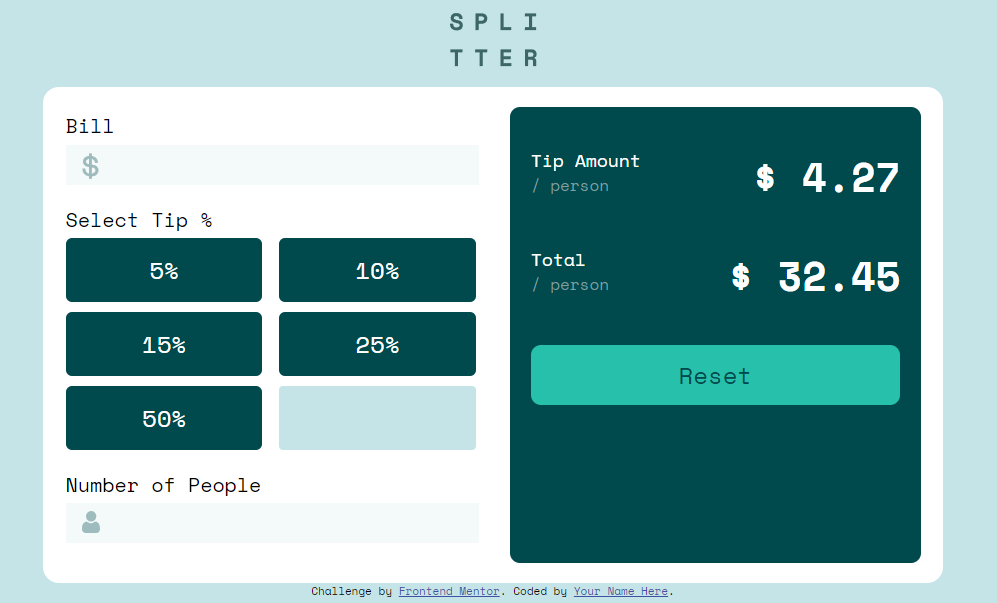 SPLI
TTER
Bill
$
Select Tip %
5%
10%
15%
25%
50%
Number of People
Tip Amount
/ person
$ 4.27
Total
/ person
$ 32.45
Reset
Challenge by Frontend Mentor. Coded by Your Name Here.